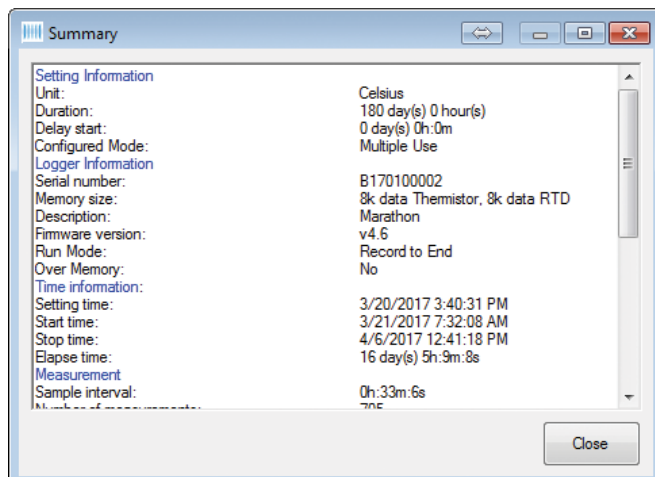 Summary
Setting Information
Unit: Celsius
Duration: 180 day(s) 0 hour(s)
Delay start: 0 day(s) 0h:0m
Configured Mode: Multiple Use
Logger Information
Serial number: B170100002
Memory size: 8k data Thermistor, 8k data RTD
Description: Marathon
Firmware version: v4.6
Run Mode: Record to End
Over Memory: No
Time information:
Setting time: 3/20/2017 3:40:31 PM
Start time: 3/21/2017 7:32:08 AM
Stop time: 4/6/2017 12:41:18 PM
Elapse time: 16 day(s) 5h:9m:8s
Measurement
Sample interval: 0h:33m:6s
Number of measurements: 705
Close